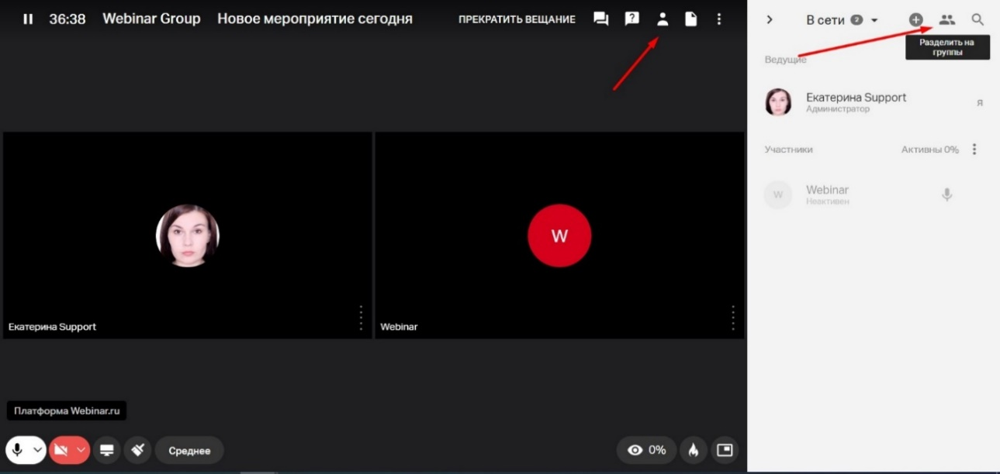 36:38 Webinar Group Новое мероприятие сегодня ПРЕКРАТИТЬ ВЕЩАНИЕ ?
В сети 2
Разделить на
группы
Ведущие
Екатерина Support
Администратор
Я
Участники Активны 0%
W
Webinar
Неактивен
W
Екатерина Support
Webinar
Платформа Webinar.ru
Среднее
0%